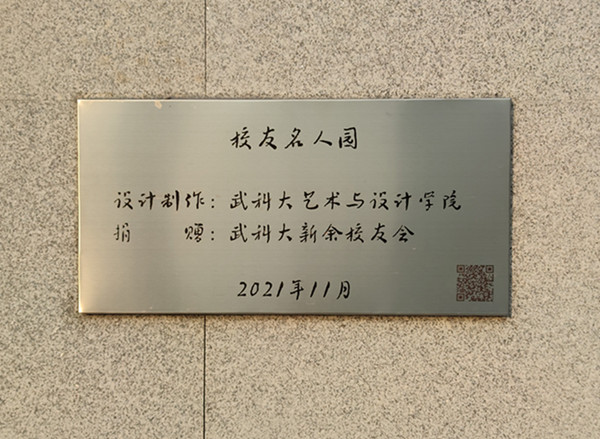 校友名人园
设计制作：武科大艺术与设计学院
捐　　赠：武科大新余校友会
2021年11月